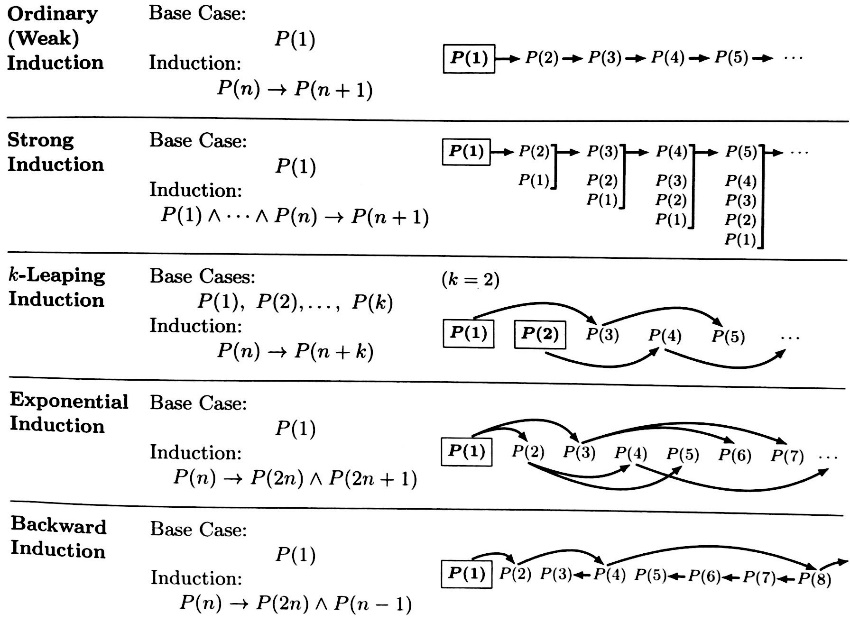 Ordinary
(Weak)
Induction
Base Case:
P(1)
Induction:
P(n) → P(n + 1)
P(1) → P(2) → P(3) → P(4) → P(5) → ⋯
Strong
Induction
Base Case:
P(1)
Induction:
P(1) ∧ ⋯ ∧ P(n) → P(n + 1)
P(1) → P(2) → P(3) → P(4) → P(5) → ⋯
P(1) P(2) P(3) P(4)
P(1) P(2) P(3)
P(1) P(2)
P(1)
k-Leaping
Induction
Base Cases:
P(1), P(2), ..., P(k)
Induction:
P(n) → P(n + k)
(k = 2)
P(1) P(2) P(3) P(4) P(5) ⋯
Exponential
Induction
Base Case:
P(1)
Induction:
P(n) → P(2n) ∧ P(2n + 1)
P(1) P(2) P(3) P(4) P(5) P(6) P(7) ⋯
Backward
Induction
Base Case:
P(1)
Induction:
P(n) → P(2n) ∧ P(n − 1)
P(1) P(2) P(3) ← P(4) P(5) ← P(6) ← P(7) ← P(8)